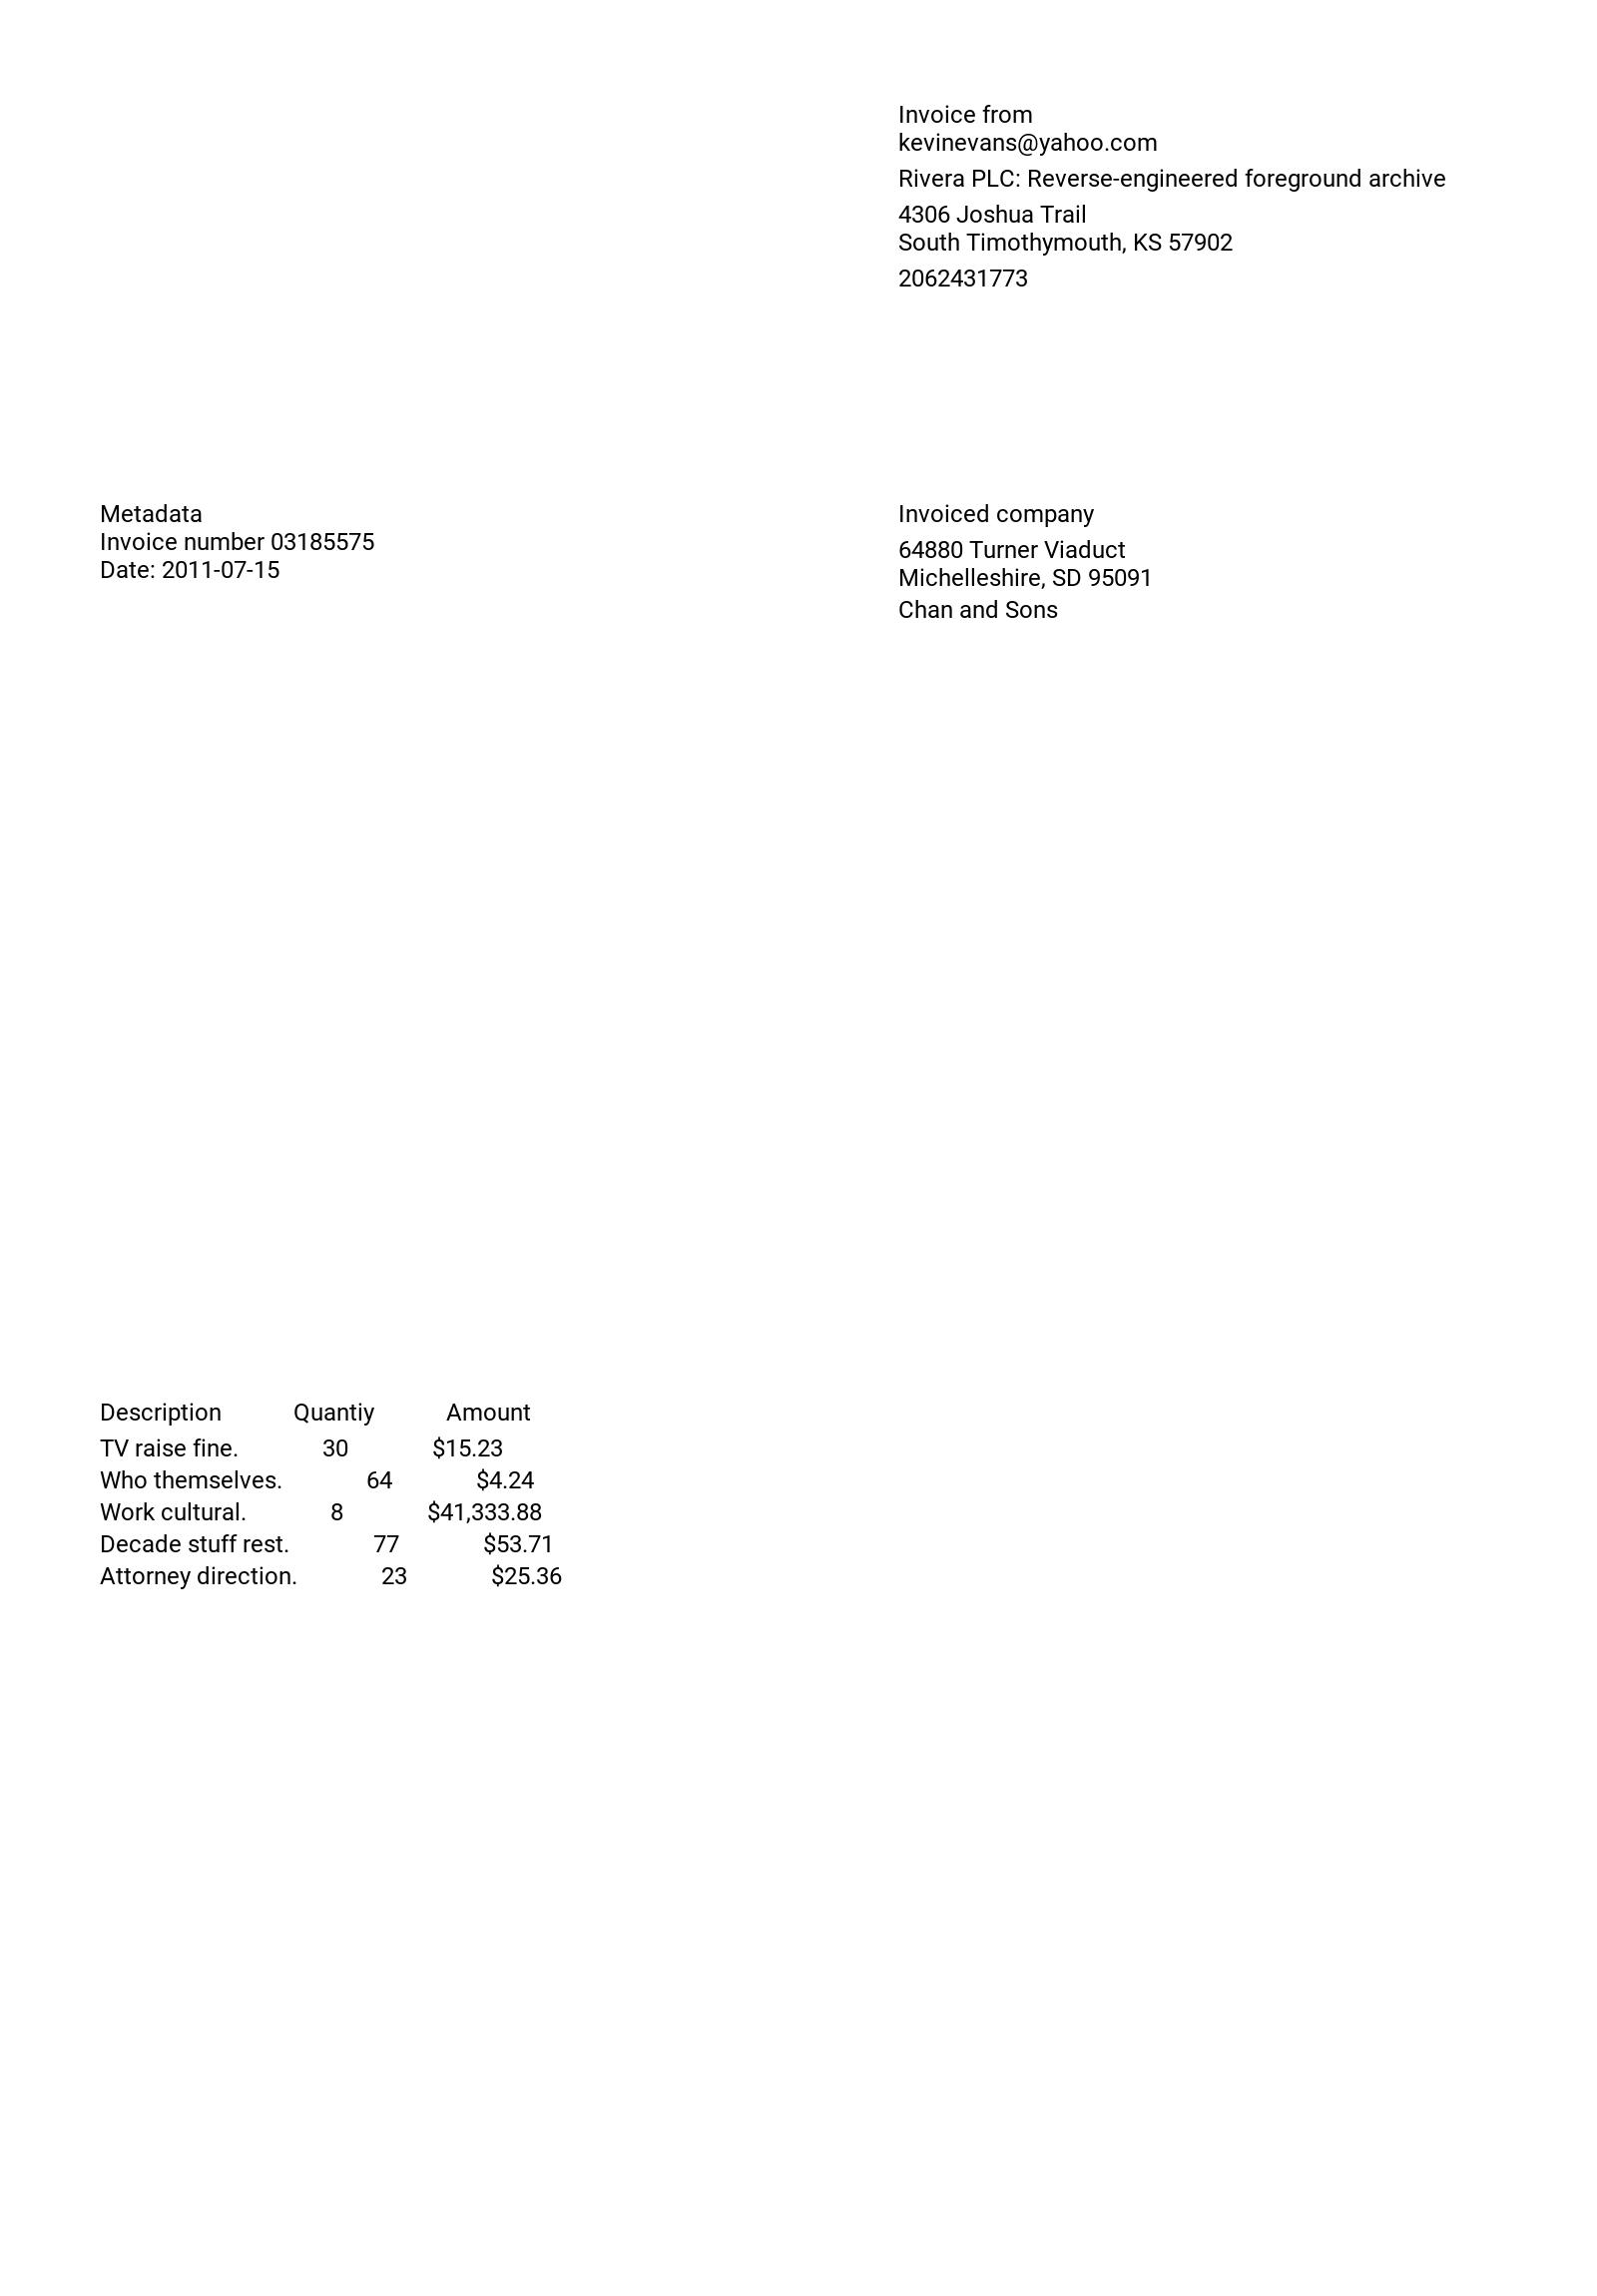 Invoice from
kevinevans@yahoo.com
Rivera PLC: Reverse-engineered foreground archive
4306 Joshua Trail
South Timothymouth, KS 57902
2062431773
Metadata
Invoice number 03185575
Date: 2011-07-15
Invoiced company
64880 Turner Viaduct
Michelleshire, SD 95091
Chan and Sons
Description Quantiy Amount
TV raise fine. 30 $15.23
Who themselves. 64 $4.24
Work cultural. 8 $41,333.88
Decade stuff rest. 77 $53.71
Attorney direction. 23 $25.36